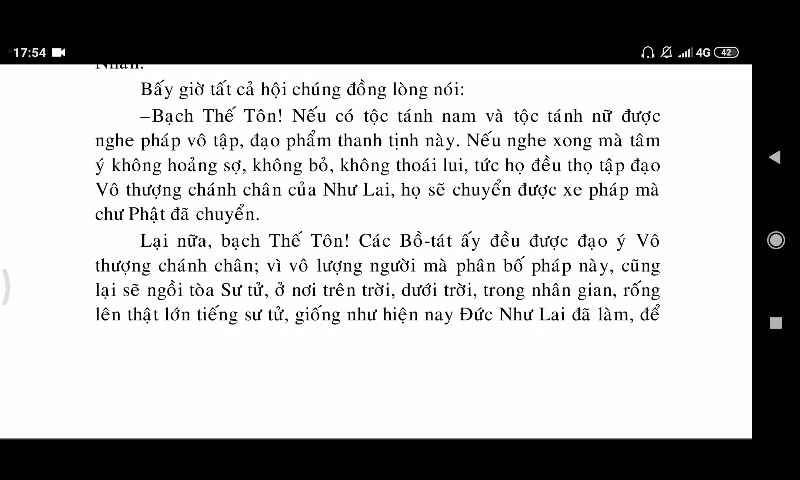 17:54
4G 42
Nhân.
Bấy giờ tất cả hội chúng đồng lòng nói:
–Bạch Thế Tôn! Nếu có tộc tánh nam và tộc tánh nữ được
nghe pháp vô tập, đạo phẩm thanh tịnh này. Nếu nghe xong mà tâm
ý không hoảng sợ, không bỏ, không thoái lui, tức họ đều thọ tập đạo
Vô thượng chánh chân của Như Lai, họ sẽ chuyển được xe pháp mà
chư Phật đã chuyển.
Lại nữa, bạch Thế Tôn! Các Bồ-tát ấy đều được đạo ý Vô
thượng chánh chân; vì vô lượng người mà phân bố pháp này, cũng
lại sẽ ngồi tòa Sư tử, ở nơi trên trời, dưới trời, trong nhân gian, rống
lên thật lớn tiếng sư tử, giống như hiện nay Đức Như Lai đã làm, để